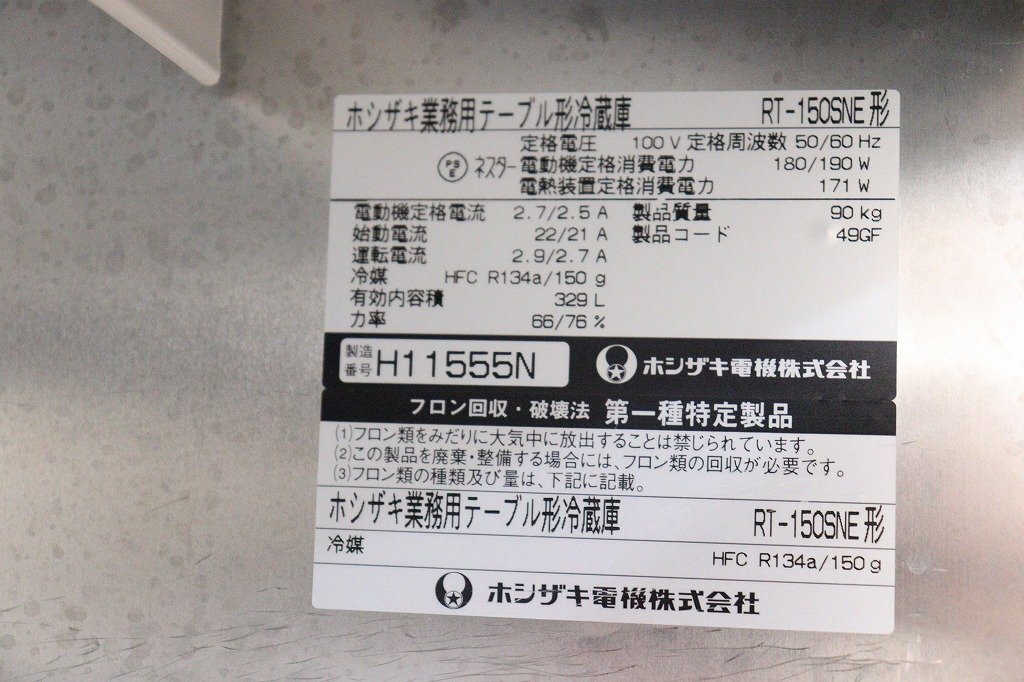 ホシザキ業務用テーブル形冷蔵庫 RT-150SNE形
定格電圧 100V 定格周波数 50/60Hz
PSE ネスター 電動機定格消費電力 180/190W
電熱装置定格消費電力 171W
電動機定格電流 2.7/2.5A 製品質量 90kg
始動電流 22/21A 製品コード 49GF
運転電流 2.9/2.7A
冷媒 HFC R134a/150g
有効内容積 329L
力率 66/76%
製造番号 H11555N ホシザキ電機株式会社
フロン回収・破壊法 第一種特定製品
(1)フロン類をみだりに大気中に放出することは禁じられています。
(2)この製品を廃棄・整備する場合には、フロン類の回収が必要です。
(3)フロン類の種類及び量は、下記に記載。
ホシザキ業務用テーブル形冷蔵庫 RT-150SNE形
冷媒 HFC R134a/150g
ホシザキ電機株式会社